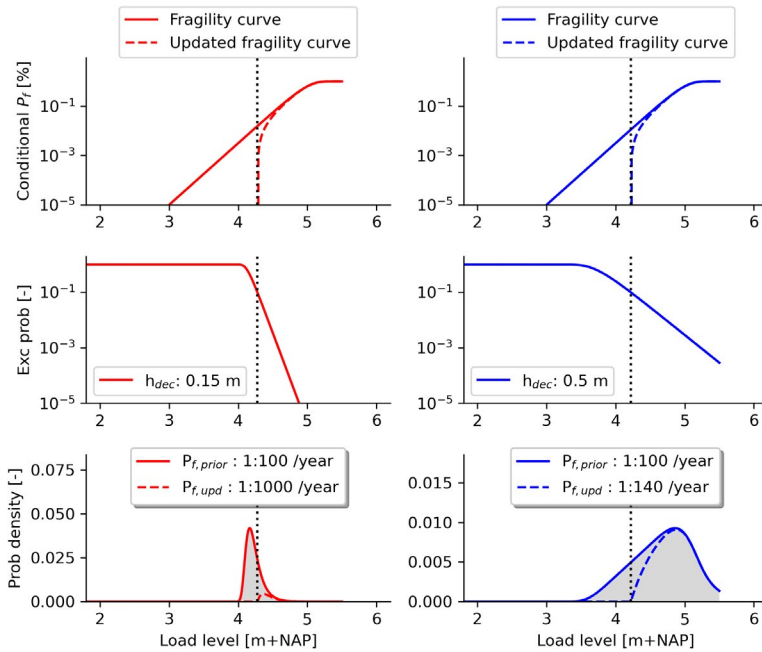 Fragility curve
Updated fragility curve
Fragility curve
Updated fragility curve
Conditional P_f [%]
10^-1
10^-3
10^-5
2 3 4 5 6
10^-1
10^-3
10^-5
2 3 4 5 6
Exc prob [-]
10^-1
10^-3
10^-5
h_dec: 0.15 m
2 3 4 5 6
10^-1
10^-3
10^-5
h_dec: 0.5 m
2 3 4 5 6
P_f,prior : 1:100 /year
P_f,upd : 1:1000 /year
P_f,prior : 1:100 /year
P_f,upd : 1:140 /year
Prob density [-]
0.075
0.050
0.025
0.000
2 3 4 5 6
Load level [m+NAP]
0.015
0.010
0.005
0.000
2 3 4 5 6
Load level [m+NAP]